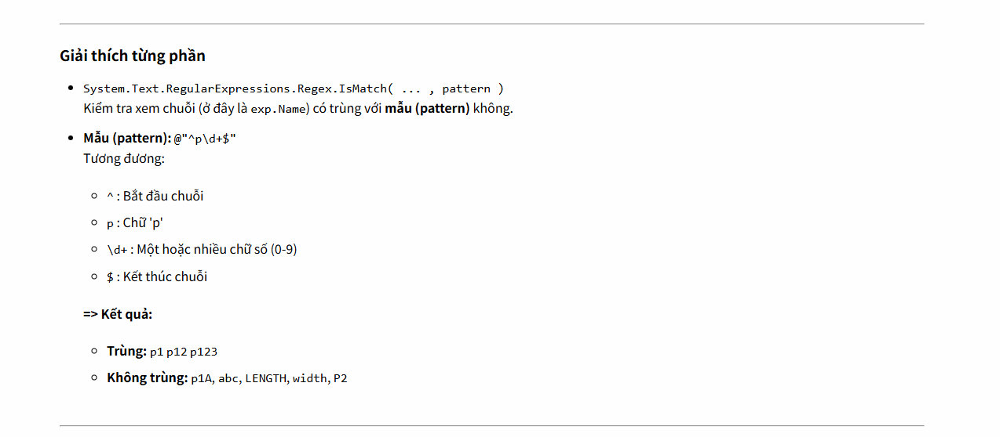 Giải thích từng phần
System.Text.RegularExpressions.Regex.IsMatch( ... , pattern )
Kiểm tra xem chuỗi (ở đây là exp.Name) có trùng với mẫu (pattern) không.
Mẫu (pattern): @"^p\d+$"
Tương đương:
^ : Bắt đầu chuỗi
p : Chữ 'p'
\d+ : Một hoặc nhiều chữ số (0-9)
$ : Kết thúc chuỗi
=> Kết quả:
Trùng: p1 p12 p123
Không trùng: p1A, abc, LENGTH, width, P2